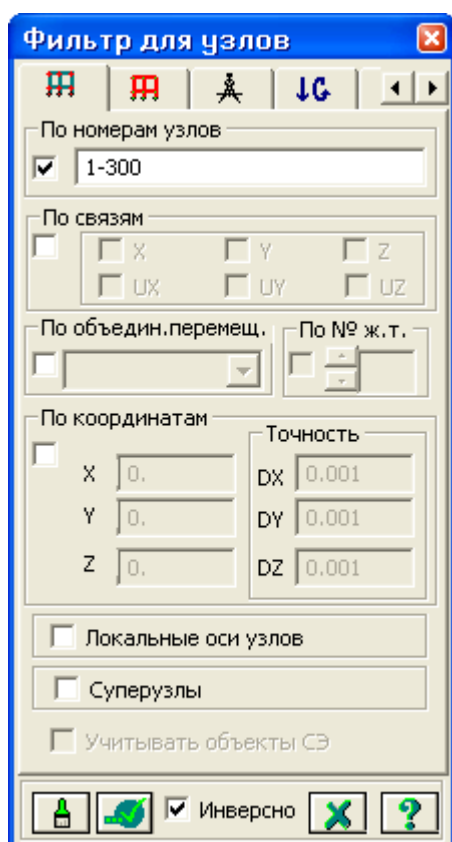 Фильтр для узлов
По номерам узлов
1-300
По связям
X Y Z
UX UY UZ
По объедин.перемещ. По № ж.т.
По координатам
Точность
X 0. DX 0.001
Y 0. DY 0.001
Z 0. DZ 0.001
Локальные оси узлов
Суперузлы
Учитывать объекты СЭ
Инверсно